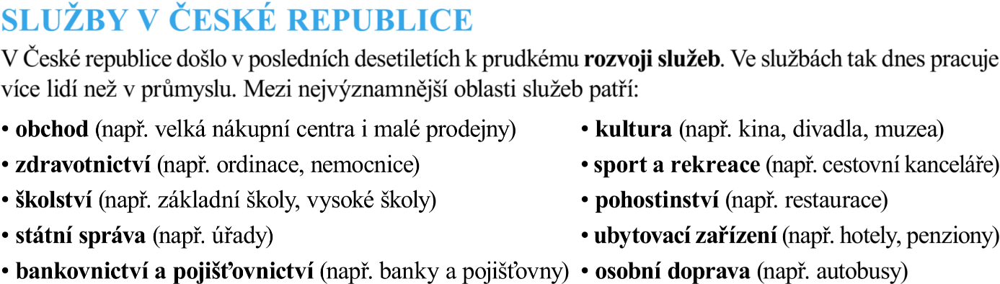 SLUŽBY V ČESKÉ REPUBLICE
V České republice došlo v posledních desetiletích k prudkému rozvoji služeb. Ve službách tak dnes pracuje
více lidí než v průmyslu. Mezi nejvýznamnější oblasti služeb patří:
• obchod (např. velká nákupní centra i malé prodejny)
• zdravotnictví (např. ordinace, nemocnice)
• školství (např. základní školy, vysoké školy)
• státní správa (např. úřady)
• bankovnictví a pojišťovnictví (např. banky a pojišťovny)
• kultura (např. kina, divadla, muzea)
• sport a rekreace (např. cestovní kanceláře)
• pohostinství (např. restaurace)
• ubytovací zařízení (např. hotely, penziony)
• osobní doprava (např. autobusy)